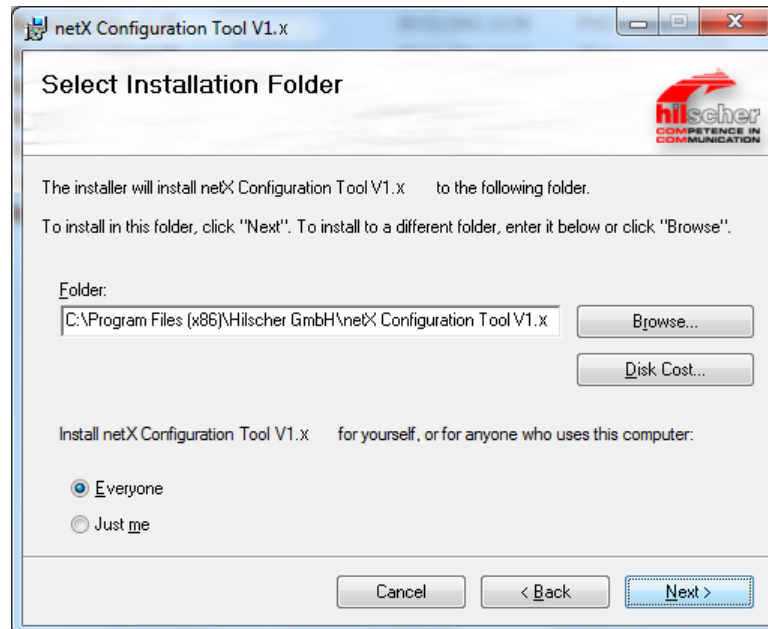 netX Configuration Tool V1.x
Select Installation Folder
hilscher
COMPETENCE IN
COMMUNICATION
The installer will install netX Configuration Tool V1.x to the following folder.
To install in this folder, click "Next". To install to a different folder, enter it below or click "Browse".
Folder:
C:\Program Files (x86)\Hilscher GmbH\netX Configuration Tool V1.x
Browse...
Disk Cost...
Install netX Configuration Tool V1.x for yourself, or for anyone who uses this computer:
Everyone
Just me
Cancel
< Back
Next >